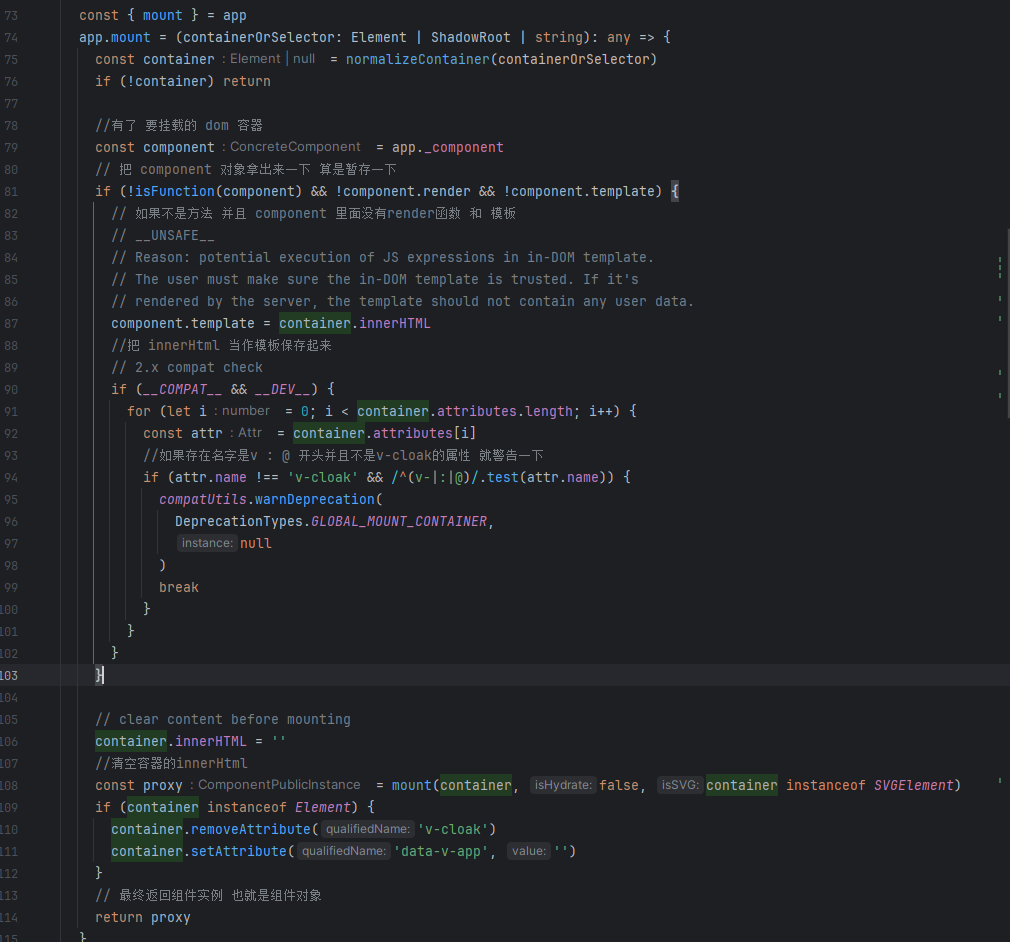 73 const { mount } = app
74 app.mount = (containerOrSelector: Element | ShadowRoot | string): any => {
75 const container : Element | null = normalizeContainer(containerOrSelector)
76 if (!container) return
77
78 //有了 要挂载的 dom 容器
79 const component : ConcreteComponent = app._component
80 // 把 component 对象拿出来一下 算是暂存一下
81 if (!isFunction(component) && !component.render && !component.template) {
82 // 如果不是方法 并且 component 里面没有render函数 和 模板
83 // __UNSAFE__
84 // Reason: potential execution of JS expressions in in-DOM template.
85 // The user must make sure the in-DOM template is trusted. If it's
86 // rendered by the server, the template should not contain any user data.
87 component.template = container.innerHTML
88 //把 innerHtml 当作模板保存起来
89 // 2.x compat check
90 if (__COMPAT__ && __DEV__) {
91 for (let i : number = 0; i < container.attributes.length; i++) {
92 const attr : Attr = container.attributes[i]
93 //如果存在名字是v : @ 开头并且不是v-cloak的属性 就警告一下
94 if (attr.name !== 'v-cloak' && /^(v-|:|@)/.test(attr.name)) {
95 compatUtils.warnDeprecation(
96 DeprecationTypes.GLOBAL_MOUNT_CONTAINER,
97 instance: null
98 )
99 break
100 }
101 }
102 }
103 }
104
105 // clear content before mounting
106 container.innerHTML = ''
107 //清空容器的innerHtml
108 const proxy : ComponentPublicInstance = mount(container, isHydrate: false, isSVG: container instanceof SVGElement)
109 if (container instanceof Element) {
110 container.removeAttribute( qualifiedName: 'v-cloak')
111 container.setAttribute( qualifiedName: 'data-v-app', value: '')
112 }
113 // 最终返回组件实例 也就是组件对象
114 return proxy
115 }